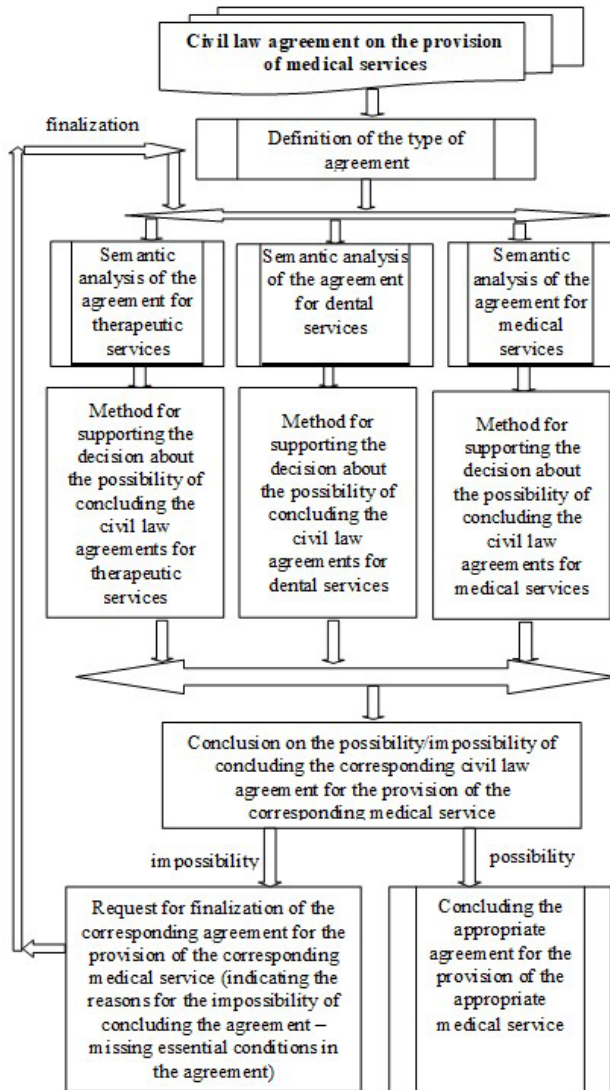 Civil law agreement on the provision
of medical services
finalization
Definition of the type of
agreement
Semantic
analysis of the
agreement for
therapeutic
services
Semantic analysis
of the agreement
for dental
services
Semantic
analysis of the
agreement for
medical
services
Method for
supporting the
decision about
the possibility of
concluding the
civil law
agreements for
therapeutic
services
Method for
supporting the
decision about
the possibility of
concluding the
civil law
agreements for
dental services
Method for
supporting the
decision about
the possibility of
concluding the
civil law
agreements for
medical services
Conclusion on the possibility/impossibility of
concluding the corresponding civil law
agreement for the provision of the
corresponding medical service
impossibility
possibility
Request for finalization of the
corresponding agreement for the
provision of the corresponding
medical service (indicating the
reasons for the impossibility of
concluding the agreement –
missing essential conditions in
the agreement)
Concluding the
appropriate
agreement for the
provision of the
appropriate
medical service